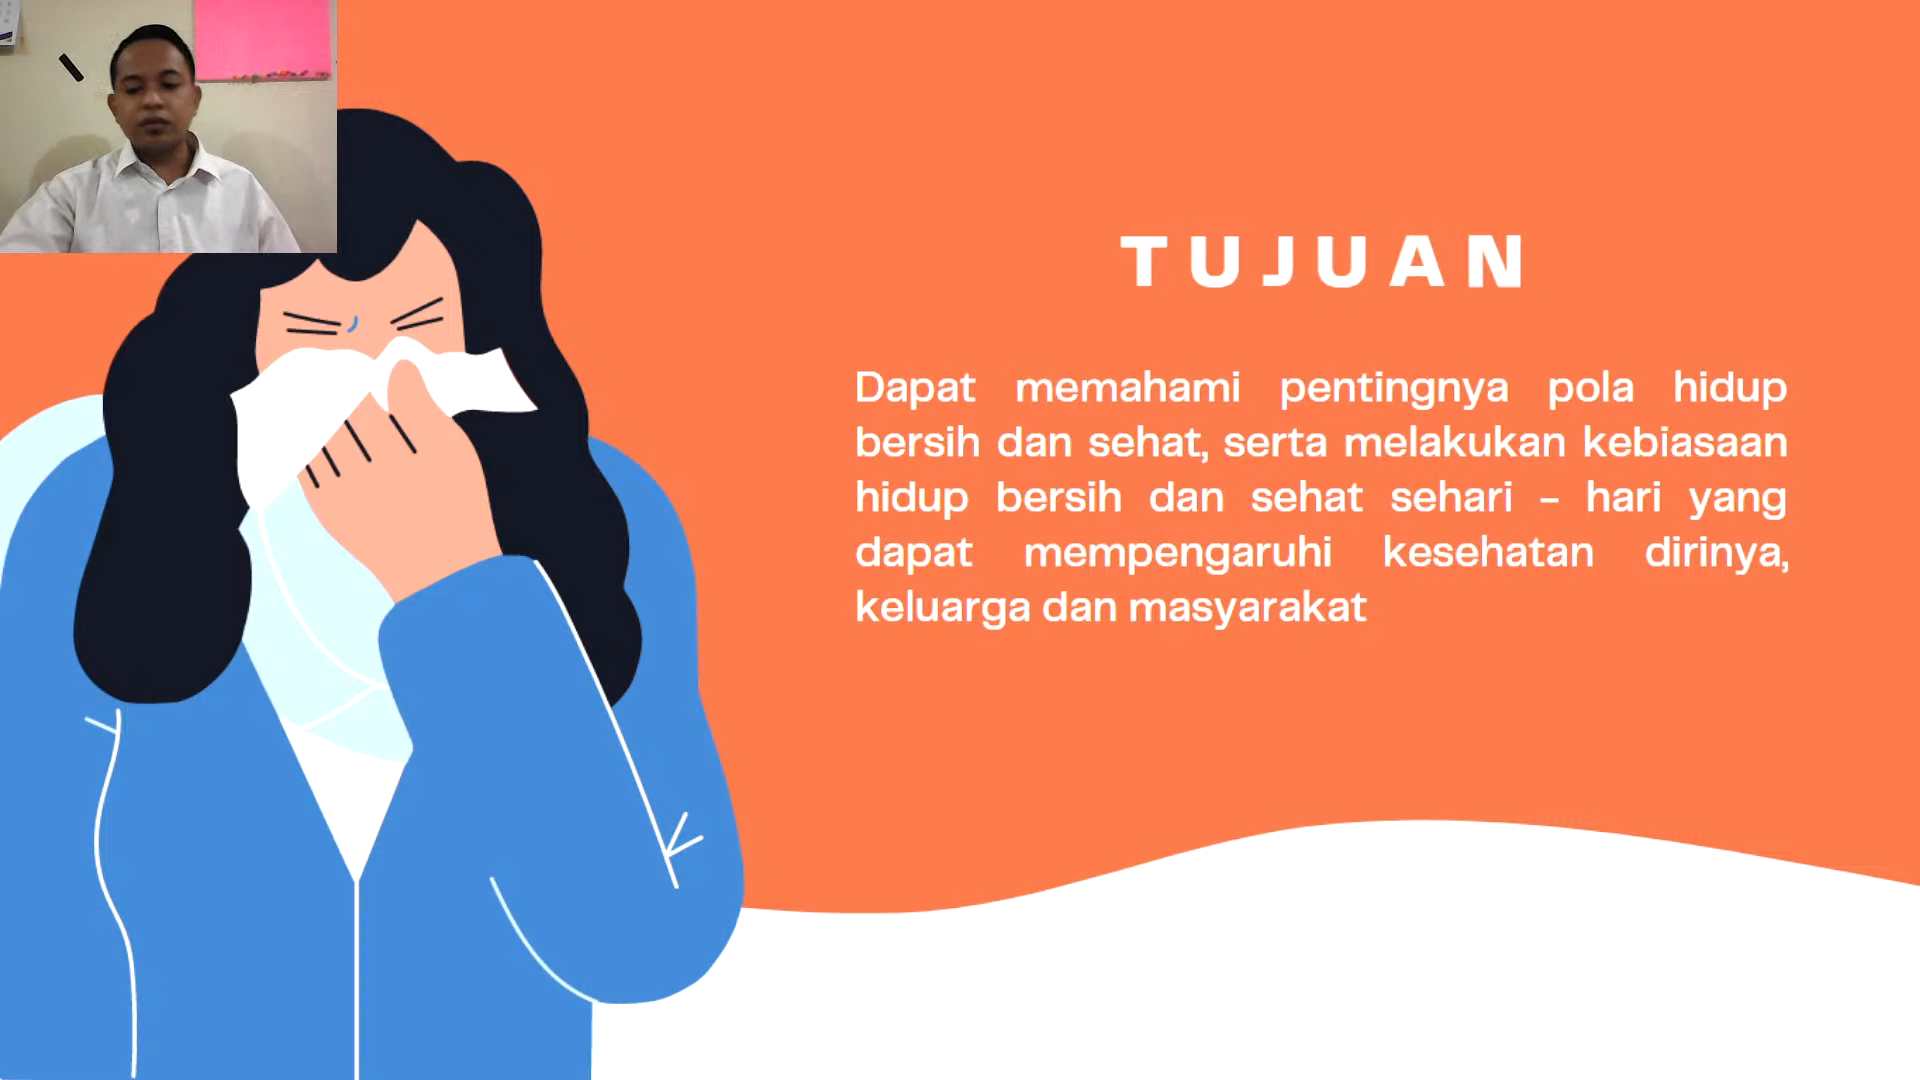 TUJUAN
Dapat memahami pentingnya pola hidup
bersih dan sehat, serta melakukan kebiasaan
hidup bersih dan sehat sehari - hari yang
dapat mempengaruhi kesehatan dirinya,
keluarga dan masyarakat